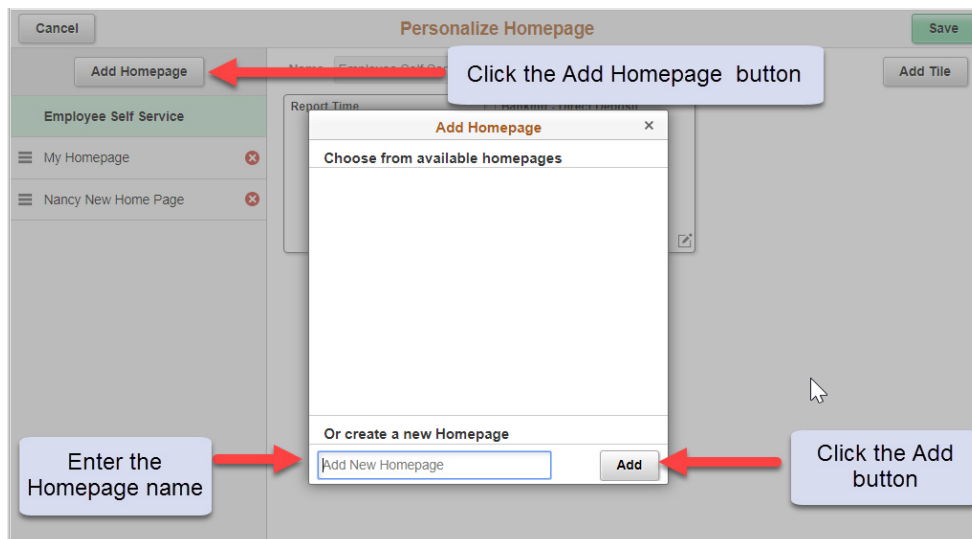 Cancel
Personalize Homepage
Save
Add Homepage
Click the Add Homepage button
Add Tile
Employee Self Service
Report Time
My Homepage
Nancy New Home Page
Add Homepage
Choose from available homepages
Or create a new Homepage
Enter the
Homepage name
Add New Homepage
Add
Click the Add
button